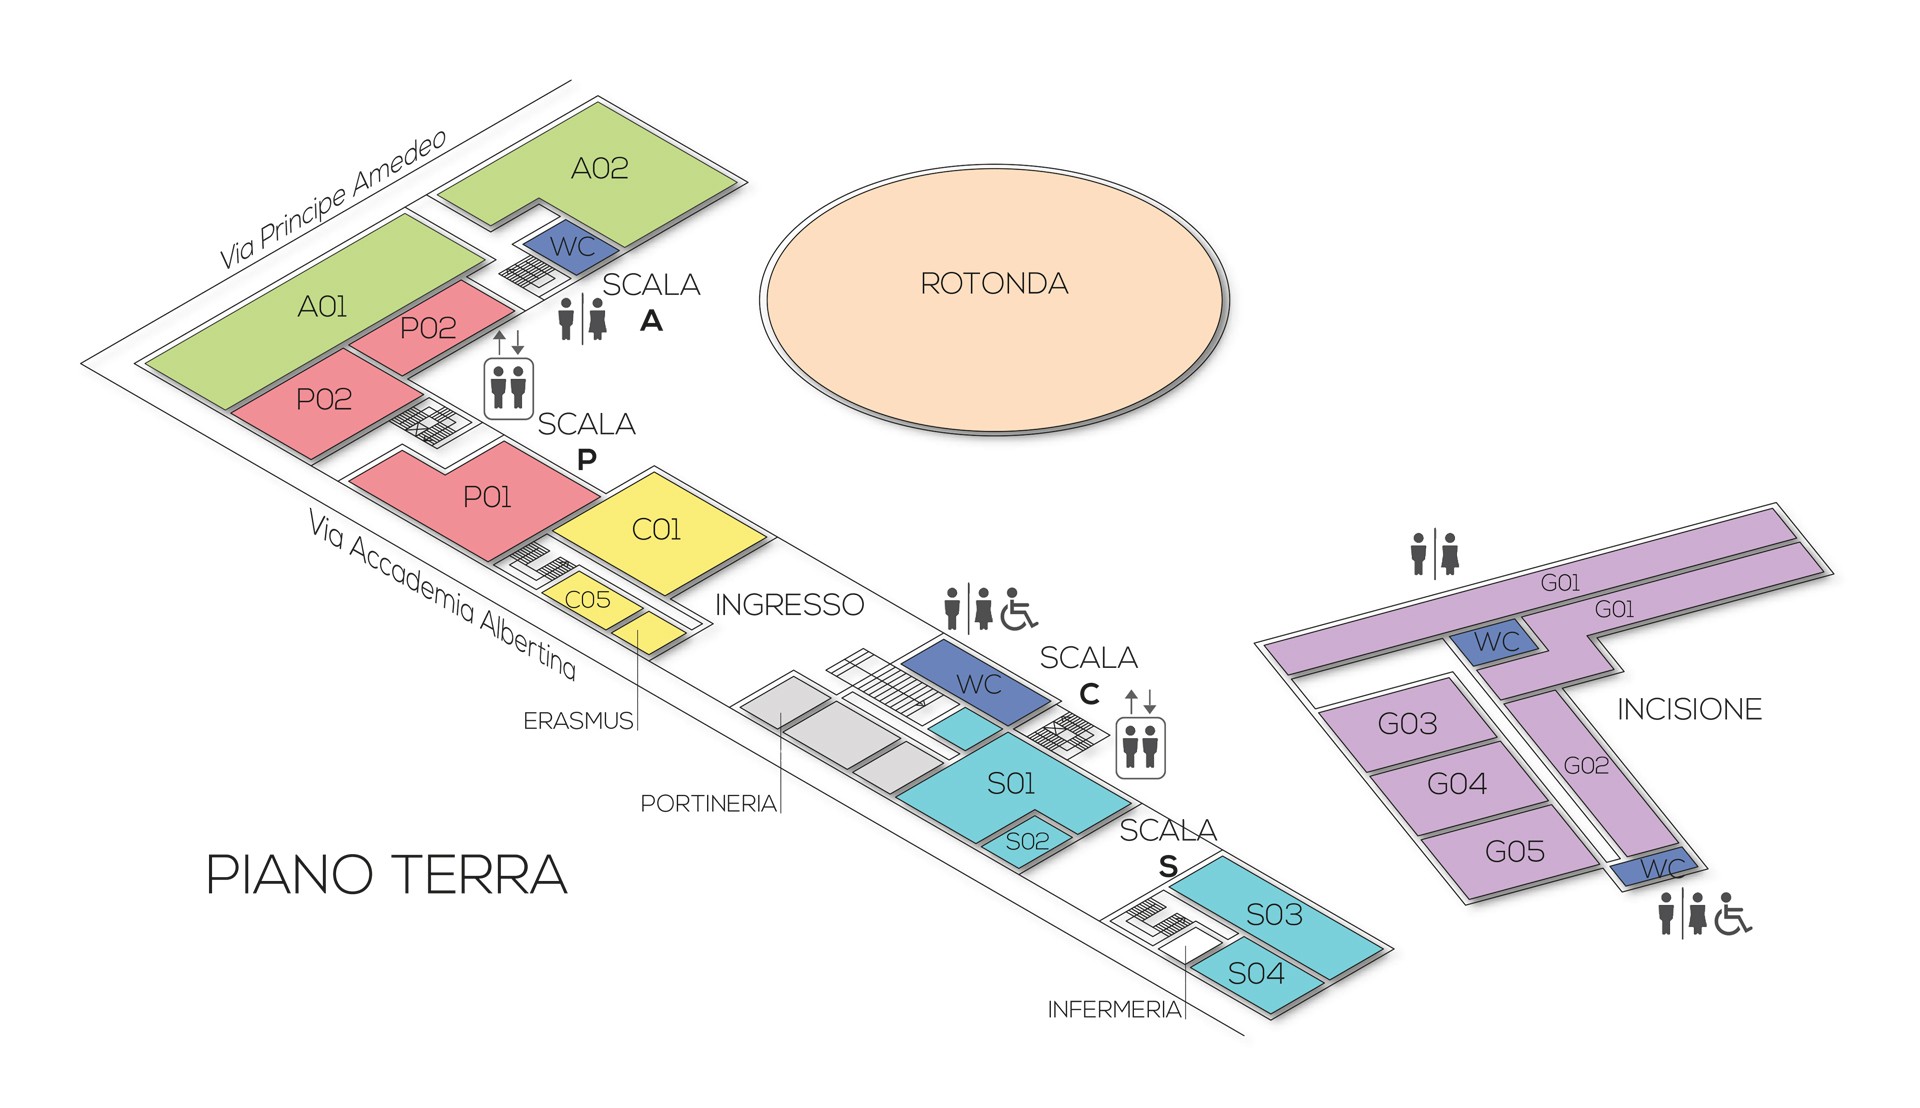 Via Principe Amedeo
A02
WC
SCALA
A
A01
P02
P02
SCALA
P
P01
C01
ROTONDA
Via Accademia Albertina
C05
INGRESSO
ERASMUS
WC
SCALA
C
PORTINERIA
S01
S02
SCALA
S
S03
S04
INFERMERIA
G01
G01
WC
INCISIONE
G03
G02
G04
G05
WC
PIANO TERRA